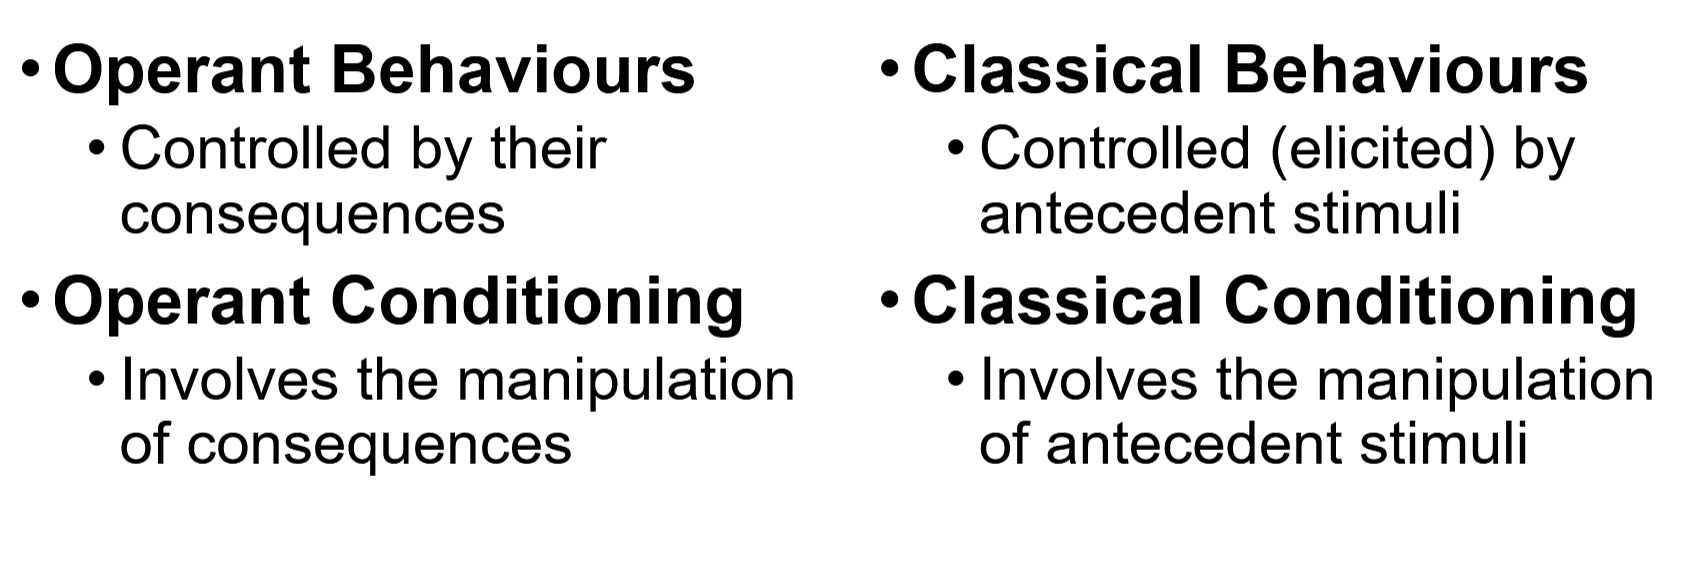 • Operant Behaviours
• Controlled by their
consequences
• Operant Conditioning
• Involves the manipulation
of consequences
• Classical Behaviours
• Controlled (elicited) by
antecedent stimuli
• Classical Conditioning
• Involves the manipulation
of antecedent stimuli